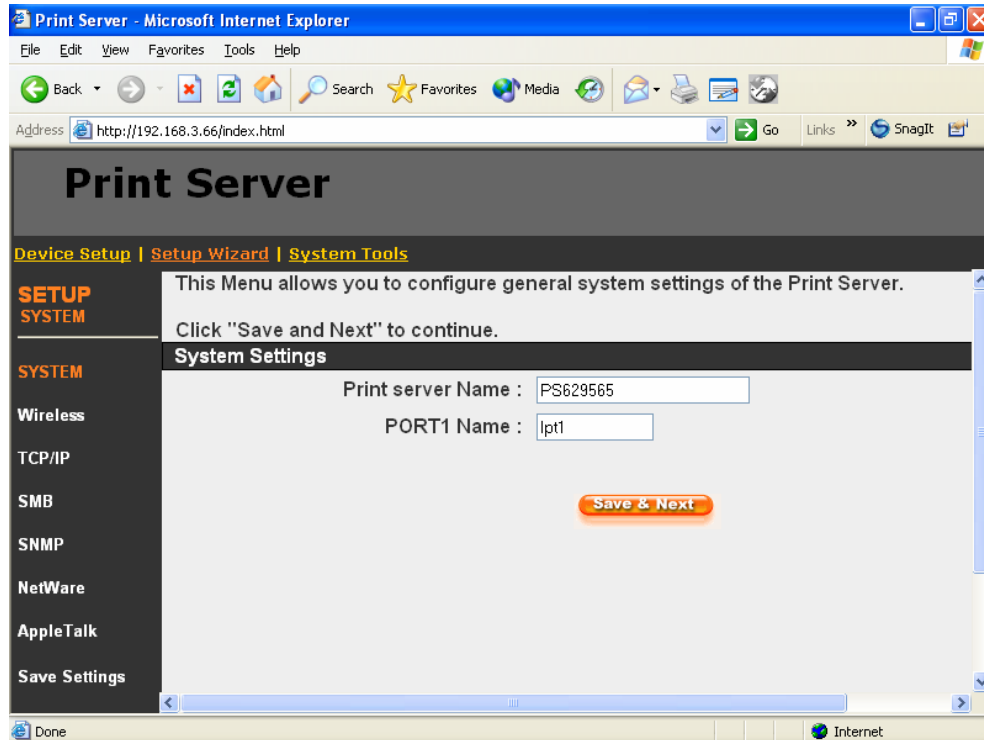 Print Server - Microsoft Internet Explorer
File Edit View Favorites Tools Help
Back Search Favorites Media
Address http://192.168.3.66/index.html Go Links » SnagIt
Print Server
Device Setup | Setup Wizard | System Tools
SETUP
SYSTEM
SYSTEM
Wireless
TCP/IP
SMB
SNMP
NetWare
AppleTalk
Save Settings
This Menu allows you to configure general system settings of the Print Server.
Click "Save and Next" to continue.
System Settings
Print server Name : PS629565
PORT1 Name : lpt1
Save & Next
Done Internet